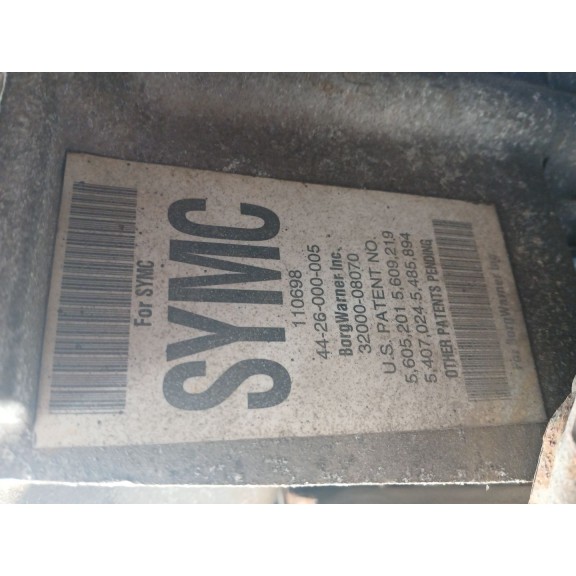 For SYMC
SYMC
110698
44-26-000-005
BorgWarner Inc.
32000-08070
U.S. PATENT NO.
5,605,201 5,609,219
5,407,024-5,485,894
OTHER PATENTS PENDING